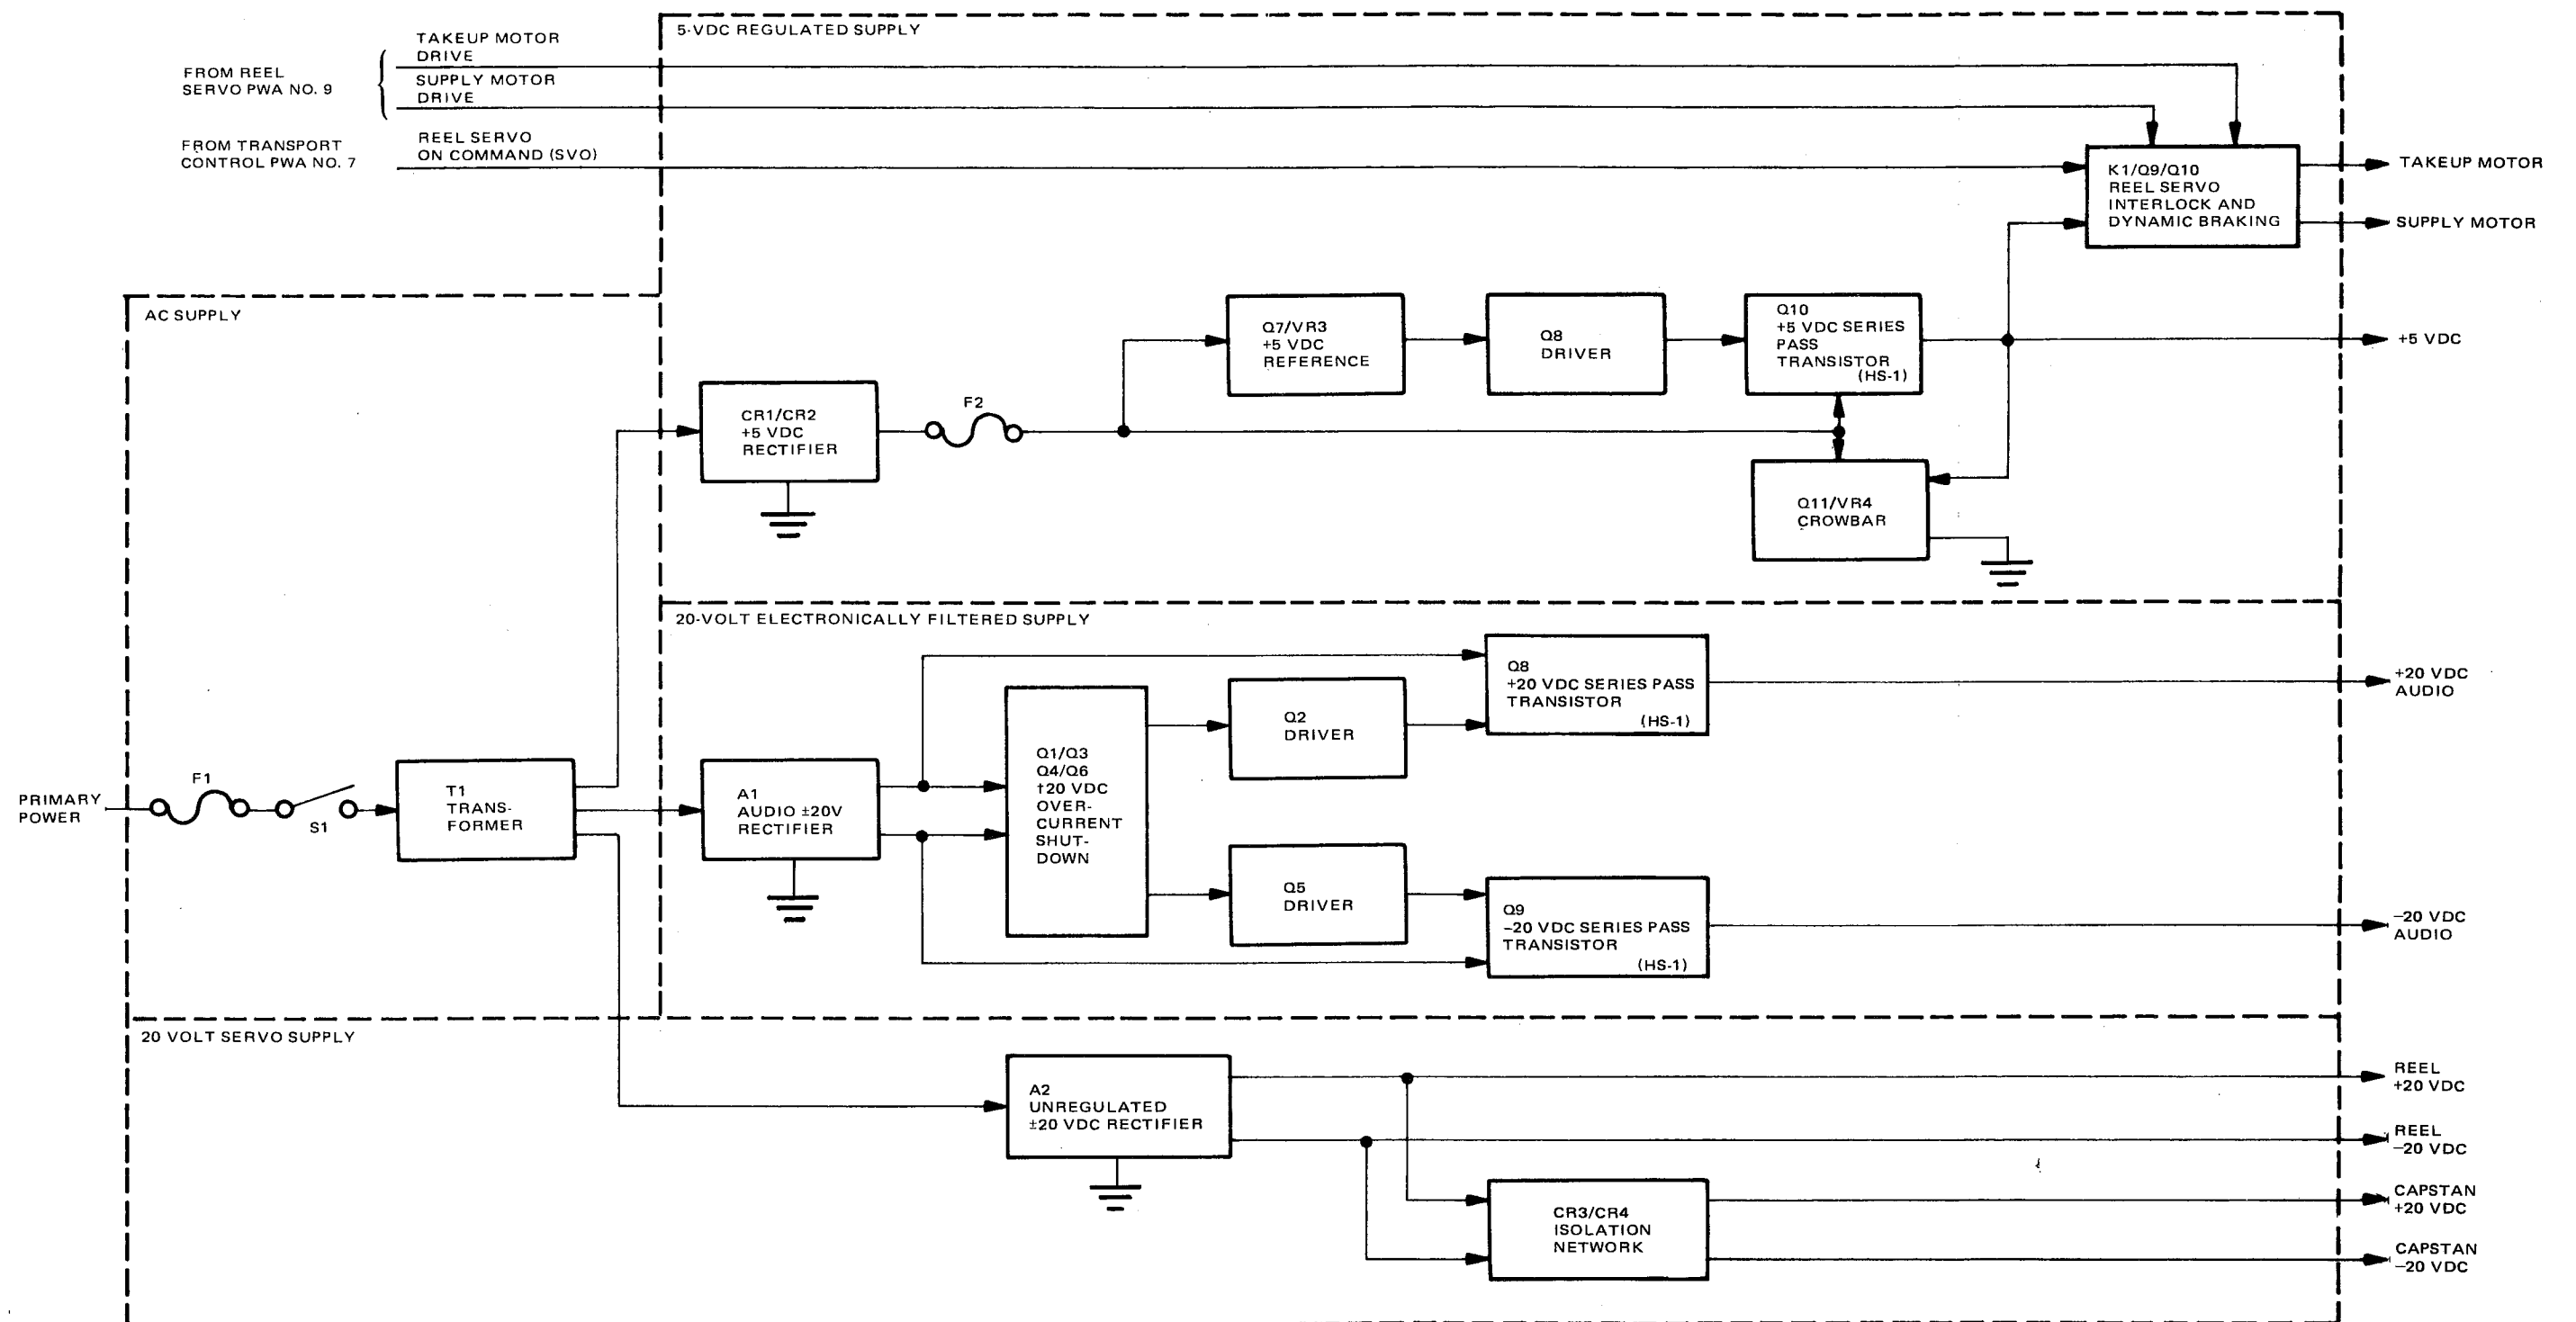 5-VDC REGULATED SUPPLY
TAKEUP MOTOR
DRIVE
SUPPLY MOTOR
DRIVE
FROM REEL
SERVO PWA NO. 9
FROM TRANSPORT
CONTROL PWA NO. 7
REEL SERVO
ON COMMAND (SVO)
K1/Q9/Q10
REEL SERVO
INTERLOCK AND
DYNAMIC BRAKING
TAKEUP MOTOR
SUPPLY MOTOR
AC SUPPLY
Q7/VR3
+5 VDC
REFERENCE
Q8
DRIVER
Q10
+5 VDC SERIES
PASS
TRANSISTOR
(HS-1)
+5 VDC
CR1/CR2
+5 VDC
RECTIFIER
F2
Q11/VR4
CROWBAR
20-VOLT ELECTRONICALLY FILTERED SUPPLY
Q8
+20 VDC SERIES PASS
TRANSISTOR
(HS-1)
+20 VDC
AUDIO
Q2
DRIVER
PRIMARY
POWER
F1
S1
T1
TRANS-
FORMER
A1
AUDIO ±20V
RECTIFIER
Q1/Q3
Q4/Q6
†20 VDC
OVER-
CURRENT
SHUT-
DOWN
Q5
DRIVER
Q9
-20 VDC SERIES PASS
TRANSISTOR
(HS-1)
-20 VDC
AUDIO
20 VOLT SERVO SUPPLY
A2
UNREGULATED
±20 VDC RECTIFIER
REEL
+20 VDC
REEL
-20 VDC
CR3/CR4
ISOLATION
NETWORK
CAPSTAN
+20 VDC
CAPSTAN
-20 VDC